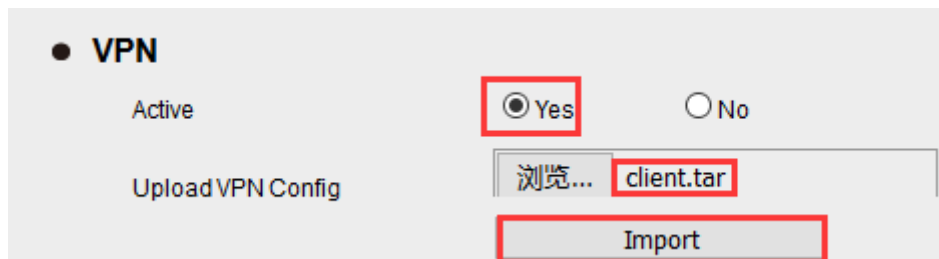 VPN
Active Yes No
Upload VPN Config 浏览... client.tar
Import